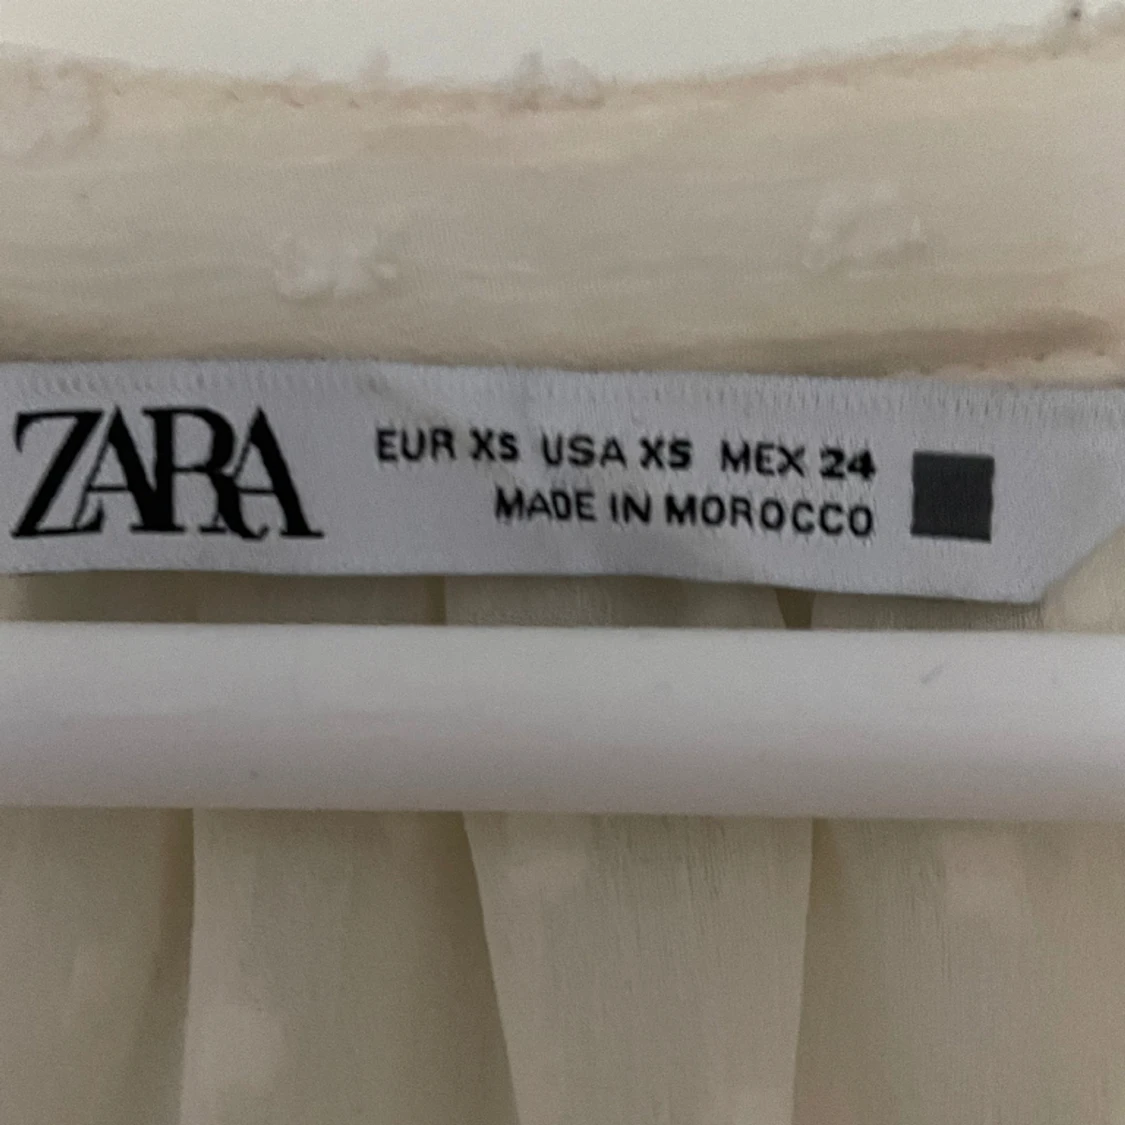 ZARA
EUR XS USA XS MEX 24
MADE IN MOROCCO